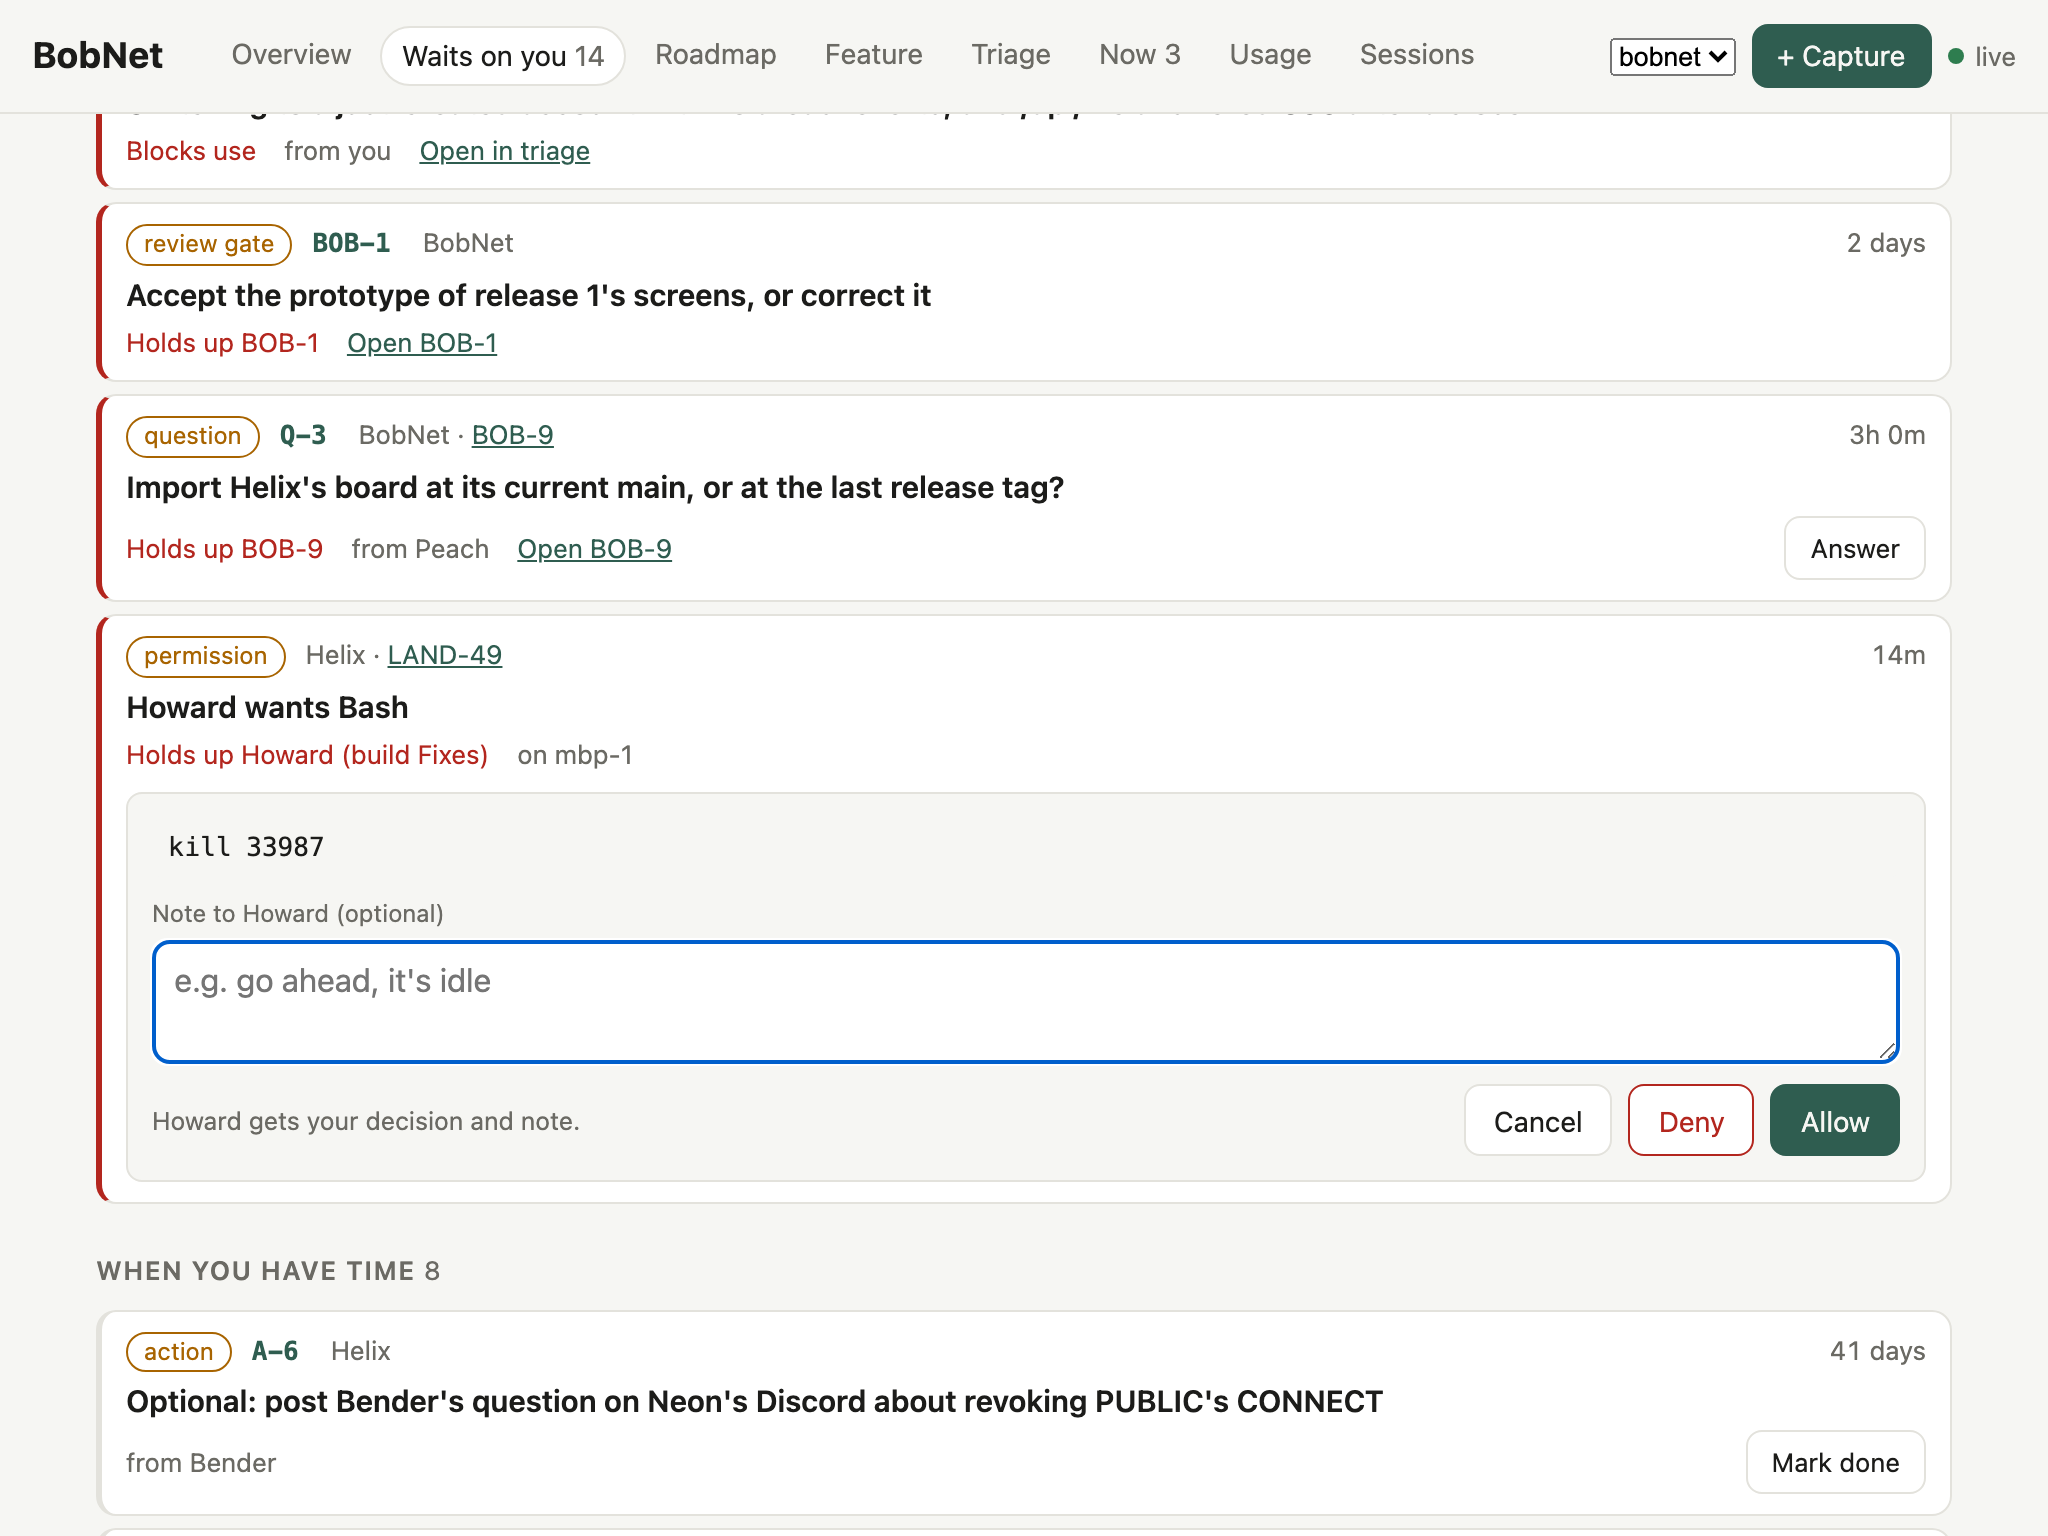 BobNet Overview Waits on you 14 Roadmap Feature Triage Now 3 Usage Sessions bobnet + Capture live
Blocks use from you Open in triage
review gate BOB-1 BobNet 2 days
Accept the prototype of release 1's screens, or correct it
Holds up BOB-1 Open BOB-1
question Q-3 BobNet · BOB-9 3h 0m
Import Helix's board at its current main, or at the last release tag?
Holds up BOB-9 from Peach Open BOB-9 Answer
permission Helix · LAND-49 14m
Howard wants Bash
Holds up Howard (build Fixes) on mbp-1
kill 33987
Note to Howard (optional)
e.g. go ahead, it's idle
Howard gets your decision and note. Cancel Deny Allow
WHEN YOU HAVE TIME 8
action A-6 Helix 41 days
Optional: post Bender's question on Neon's Discord about revoking PUBLIC's CONNECT
from Bender Mark done